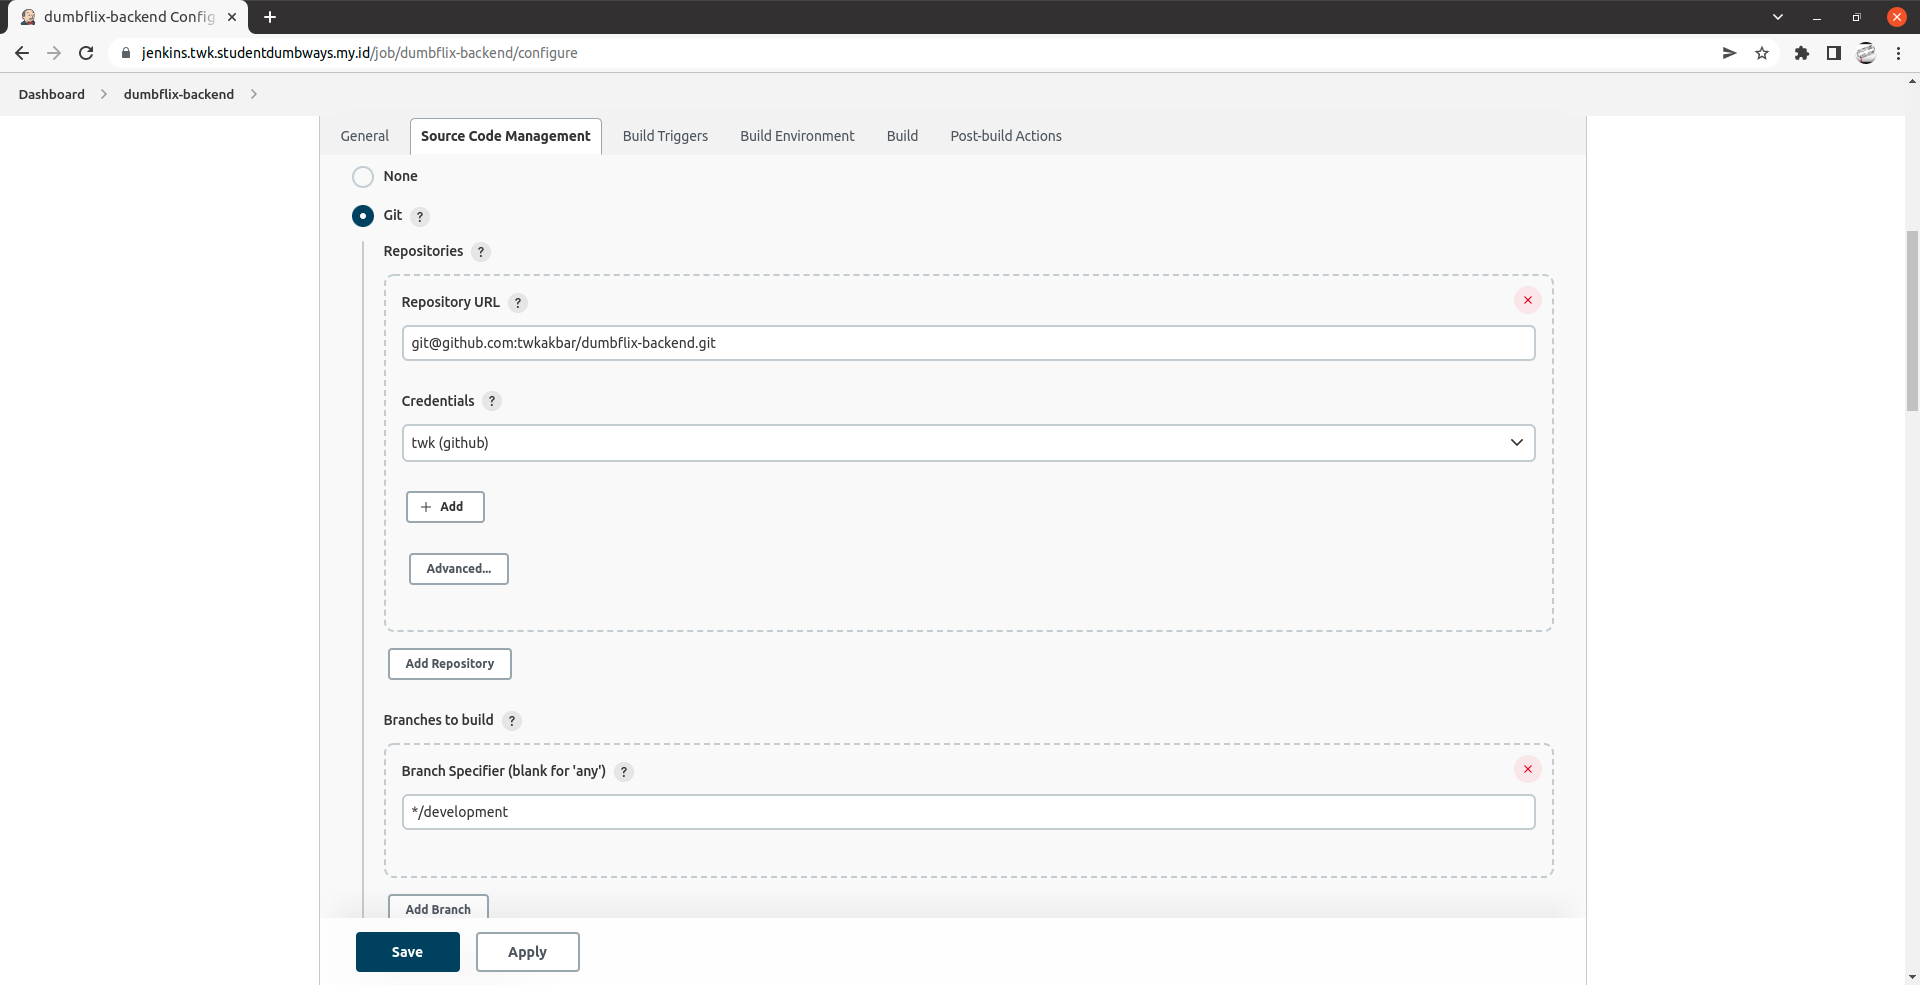 dumbflix-backend Config
jenkins.twk.studentdumbways.my.id/job/dumbflix-backend/configure
Dashboard dumbflix-backend
General Source Code Management Build Triggers Build Environment Build Post-build Actions
None
Git ?
Repositories ?
Repository URL ?
git@github.com:twkakbar/dumbflix-backend.git
Credentials ?
twk (github)
+ Add
Advanced...
Add Repository
Branches to build ?
Branch Specifier (blank for 'any') ?
*/development
Add Branch
Save Apply